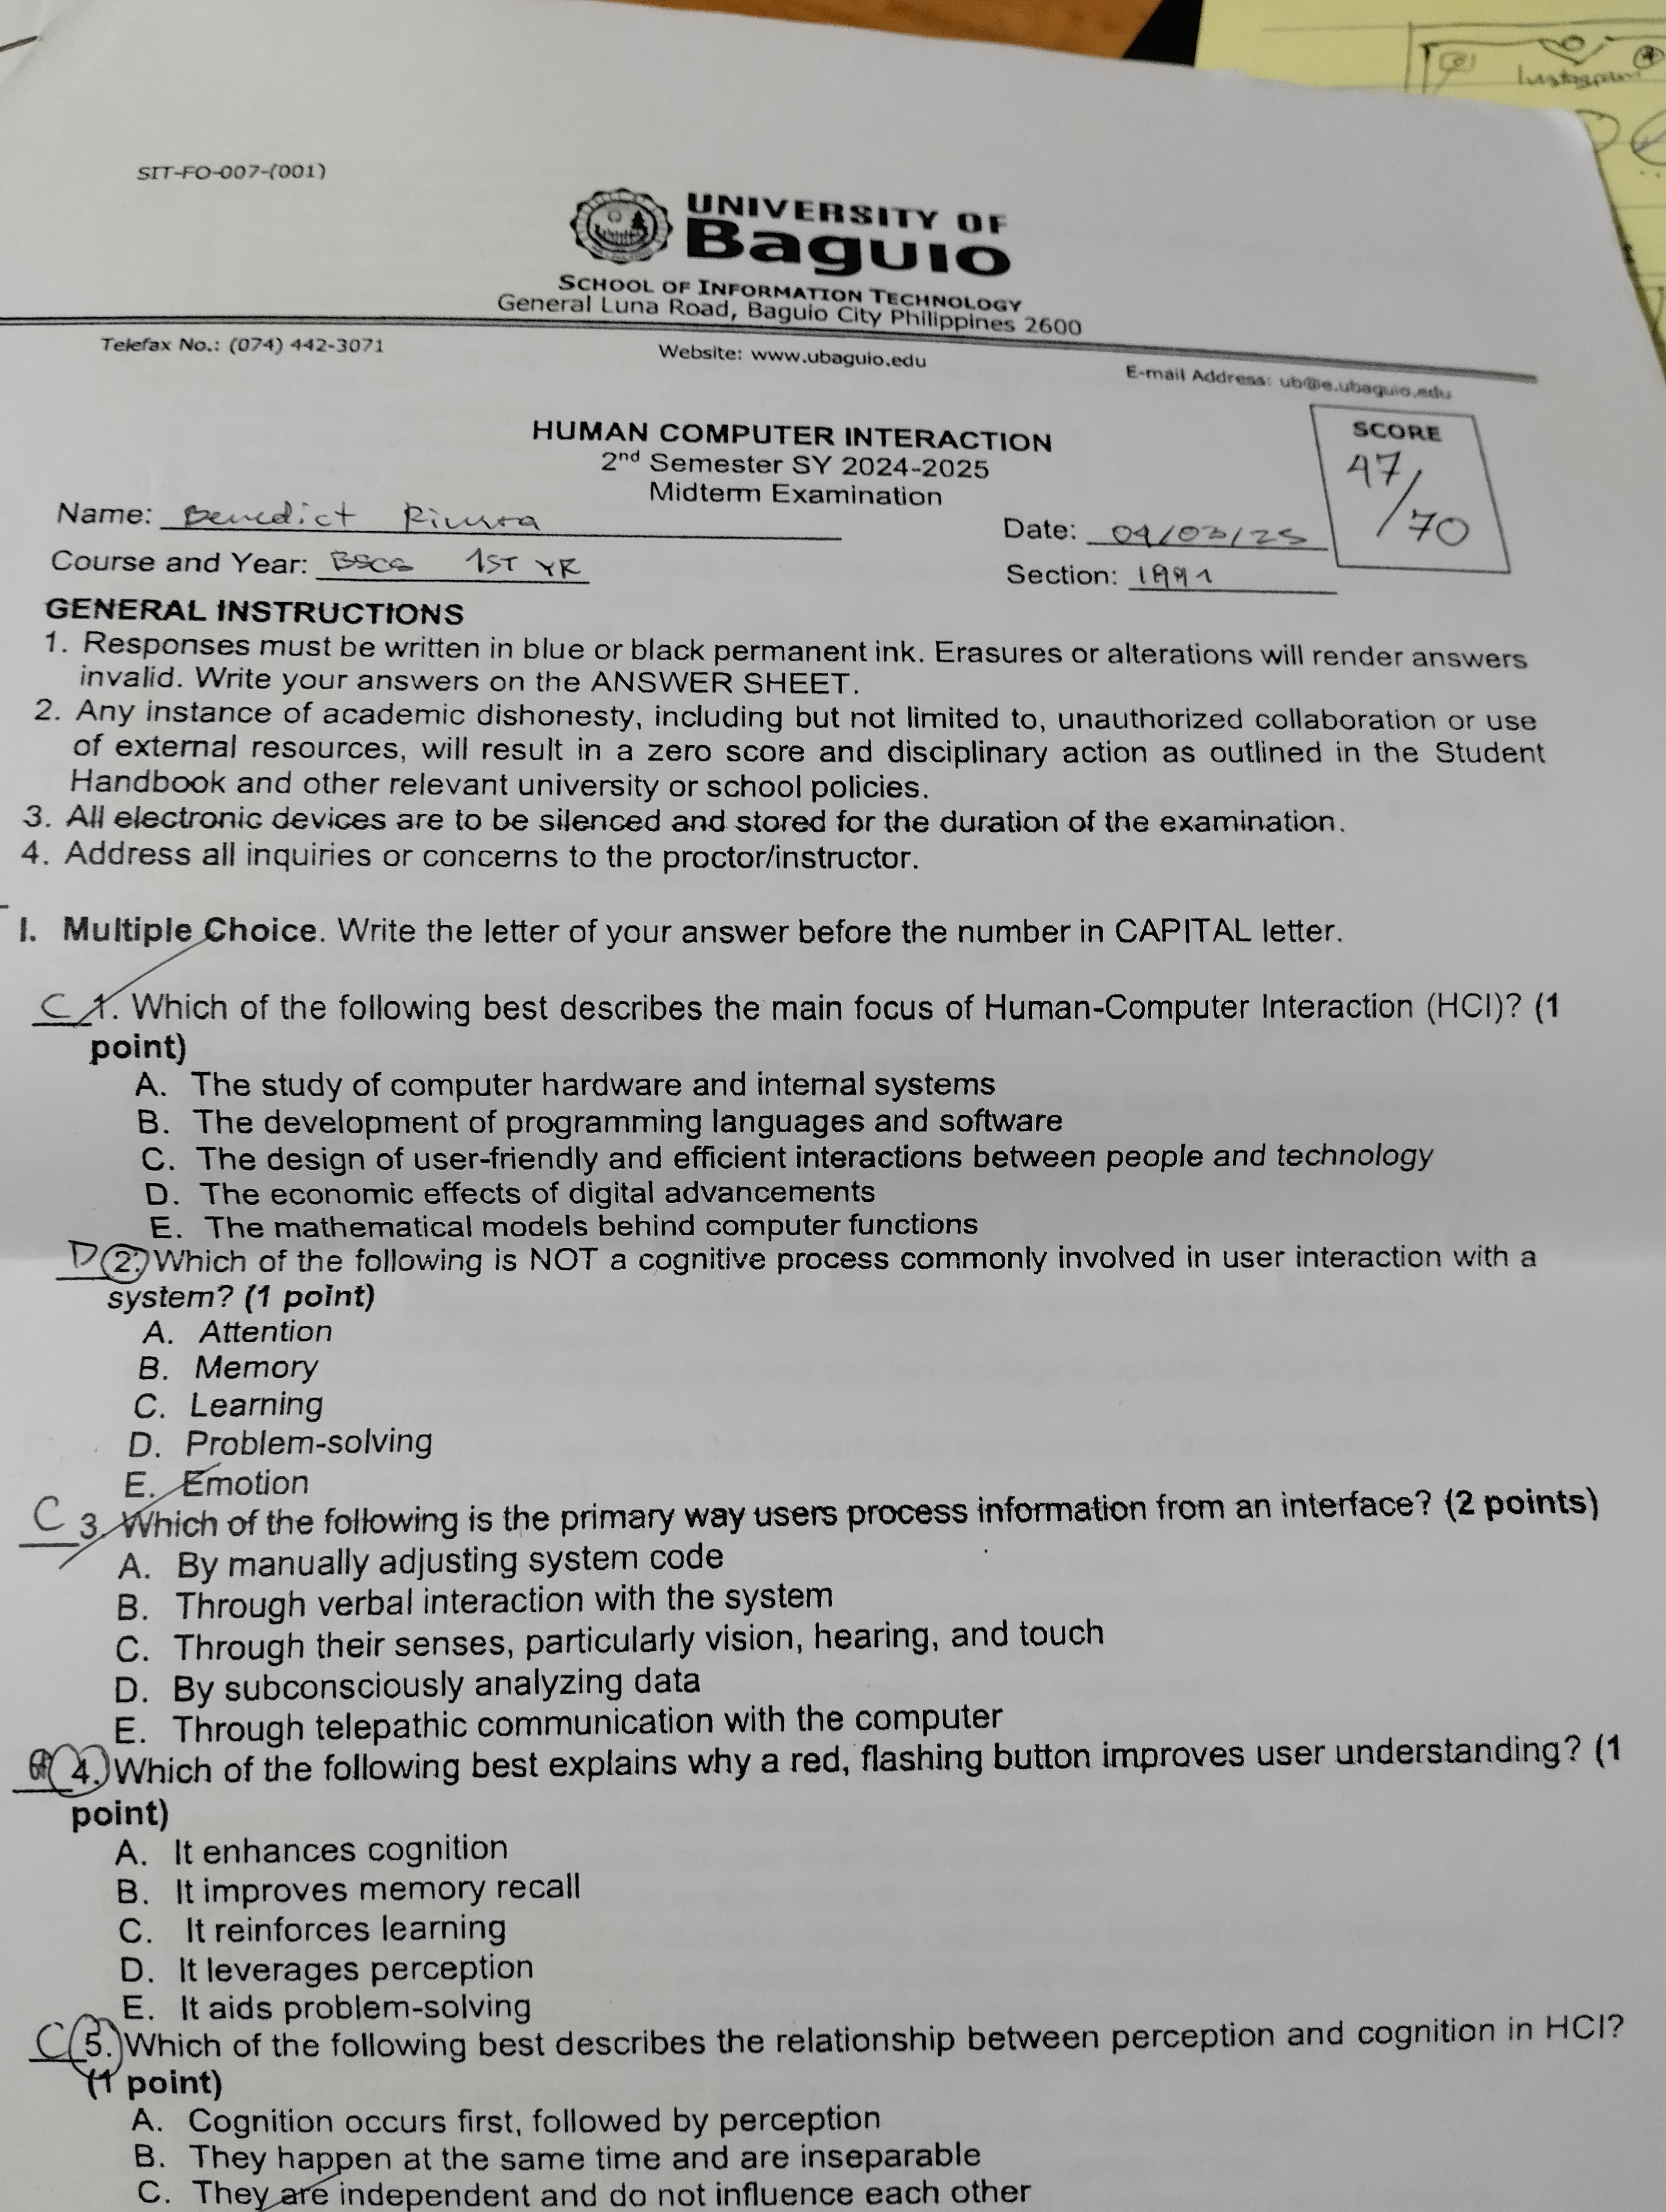 Instagram
SIT-FO-007-(001)
UNIVERSITY OF
Baguio
SCHOOL OF INFORMATION TECHNOLOGY
General Luna Road, Baguio City Philippines 2600
Telefax No.: (074) 442-3071 Website: www.ubaguio.edu E-mail Address: ub@e.ubaguio.edu
HUMAN COMPUTER INTERACTION
2nd Semester SY 2024-2025
Midterm Examination
SCORE
47/70
Name: Benedict
Date: 04/03/25
Course and Year: BSCS 1ST YR
Section:
GENERAL INSTRUCTIONS
1. Responses must be written in blue or black permanent ink. Erasures or alterations will render answers
invalid. Write your answers on the ANSWER SHEET.
2. Any instance of academic dishonesty, including but not limited to, unauthorized collaboration or use
of external resources, will result in a zero score and disciplinary action as outlined in the Student
Handbook and other relevant university or school policies.
3. All electronic devices are to be silenced and stored for the duration of the examination.
4. Address all inquiries or concerns to the proctor/instructor.
I. Multiple Choice. Write the letter of your answer before the number in CAPITAL letter.
C 1. Which of the following best describes the main focus of Human-Computer Interaction (HCI)? (1
point)
A. The study of computer hardware and internal systems
B. The development of programming languages and software
C. The design of user-friendly and efficient interactions between people and technology
D. The economic effects of digital advancements
E. The mathematical models behind computer functions
D 2. Which of the following is NOT a cognitive process commonly involved in user interaction with a
system? (1 point)
A. Attention
B. Memory
C. Learning
D. Problem-solving
E. Emotion
C 3. Which of the following is the primary way users process information from an interface? (2 points)
A. By manually adjusting system code
B. Through verbal interaction with the system
C. Through their senses, particularly vision, hearing, and touch
D. By subconsciously analyzing data
E. Through telepathic communication with the computer
4. Which of the following best explains why a red, flashing button improves user understanding? (1
point)
A. It enhances cognition
B. It improves memory recall
C. It reinforces learning
D. It leverages perception
E. It aids problem-solving
C 5. Which of the following best describes the relationship between perception and cognition in HCI?
(1 point)
A. Cognition occurs first, followed by perception
B. They happen at the same time and are inseparable
C. They are independent and do not influence each other